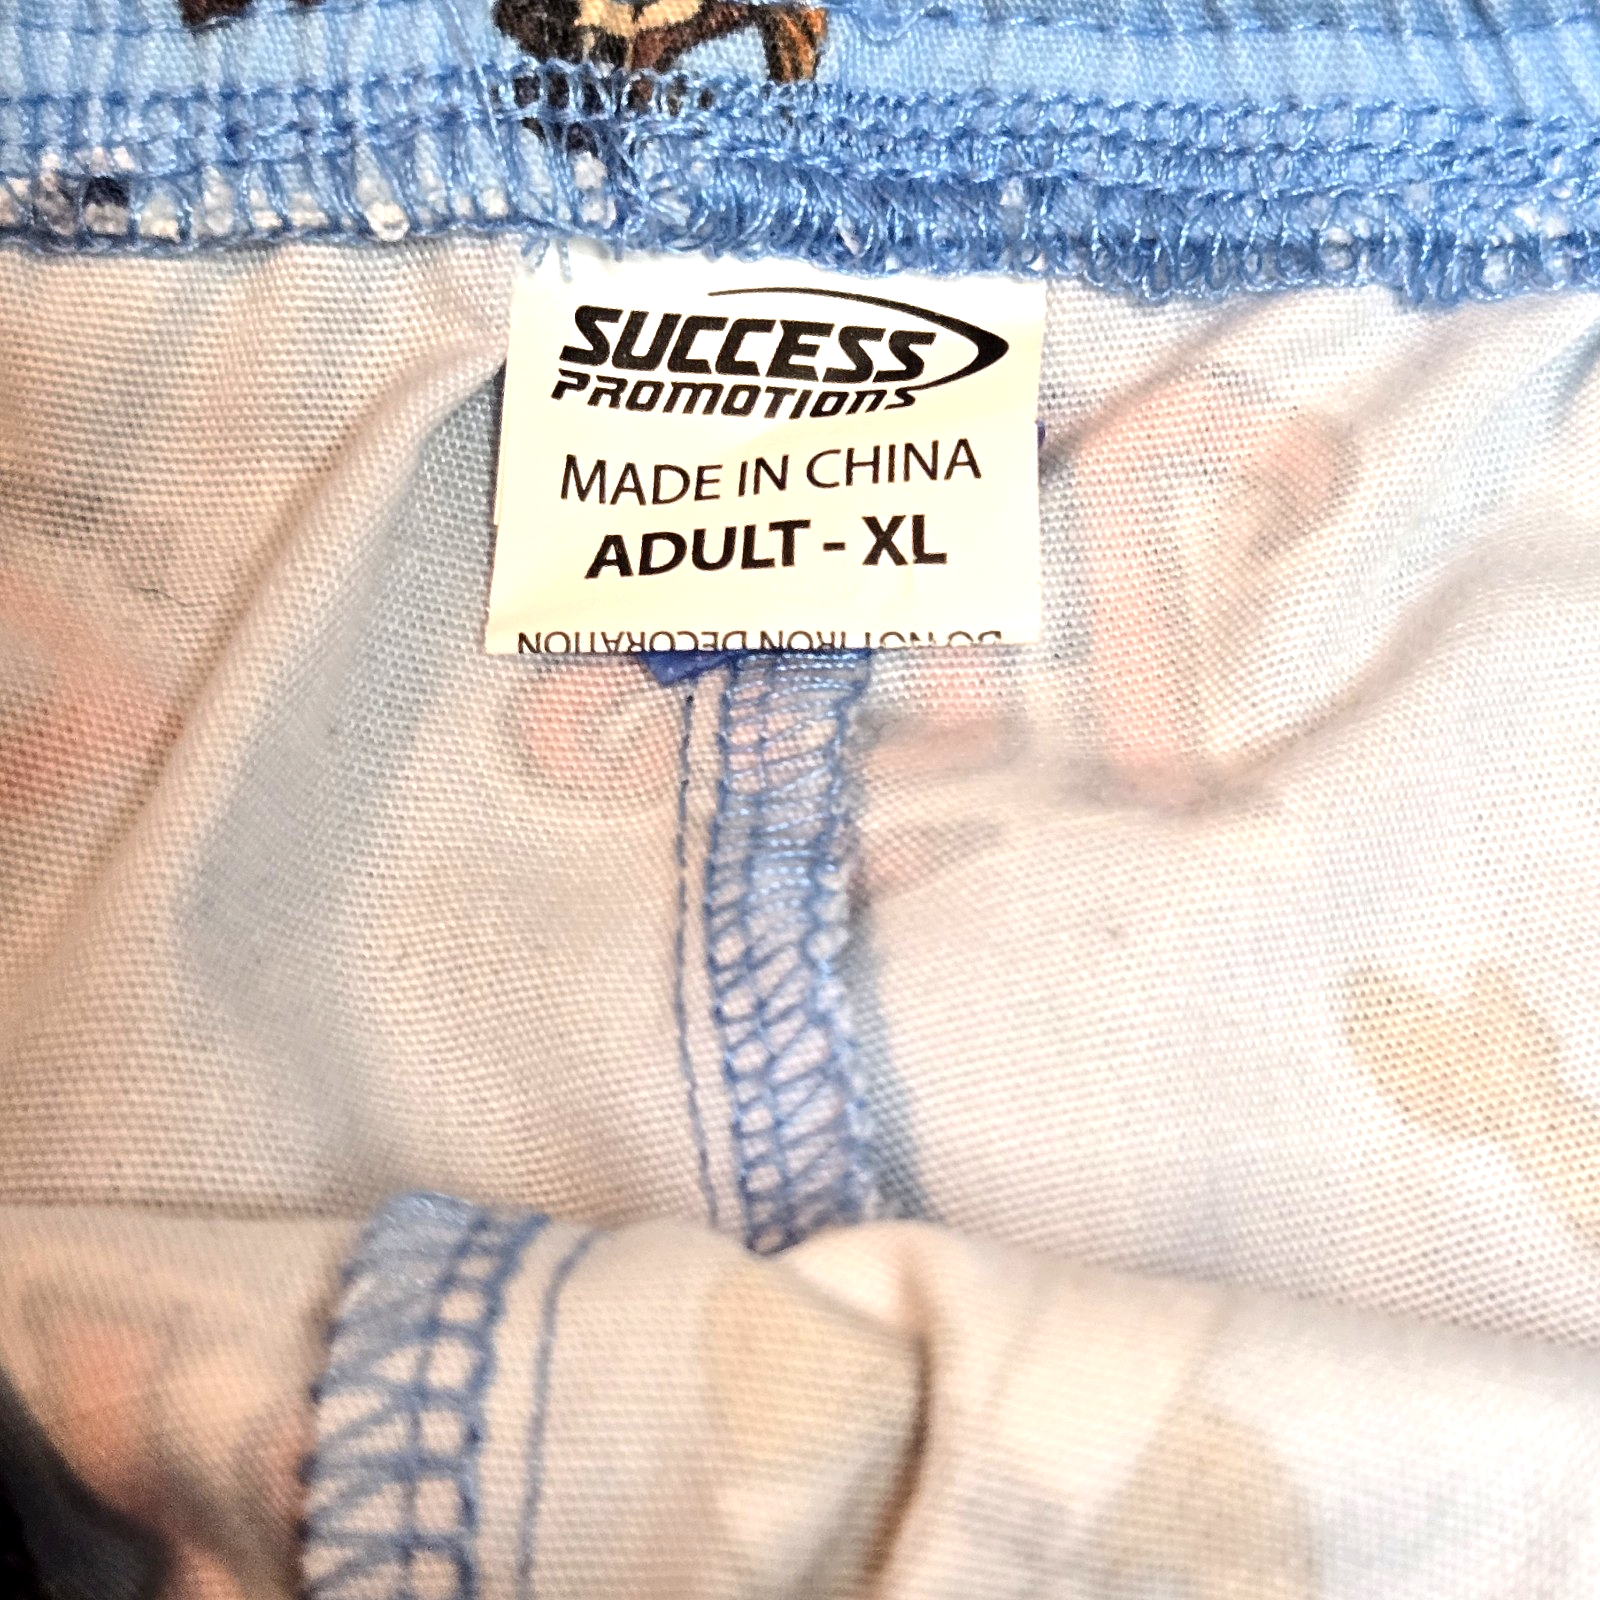 SUCCESS
PROMOTIONS
MADE IN CHINA
ADULT - XL
DO NOT IRON DECORATION